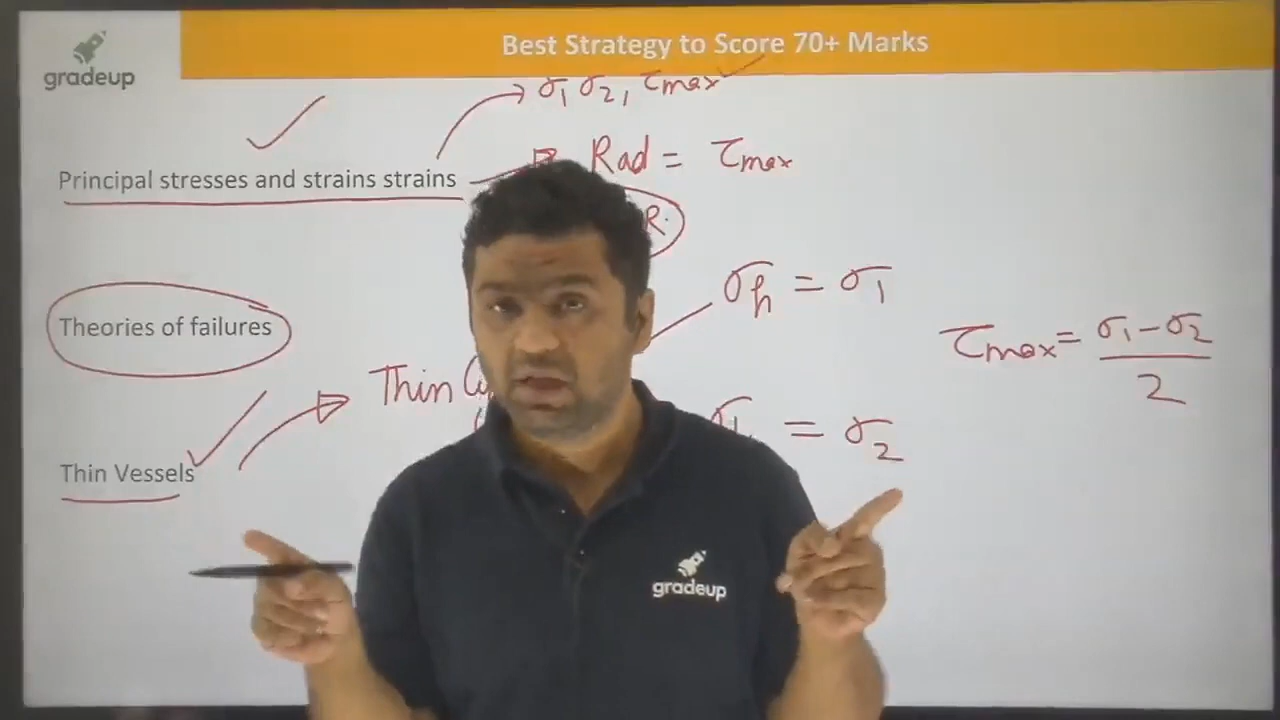 gradeup
Best Strategy to Score 70+ Marks
σ1 σ2, τmax
Rad = τmax
Principal stresses and strains strains
R.
σh = σ1
Theories of failures
τmax = σ1 - σ2 / 2
Thin
= σ2
Thin Vessels
gradeup